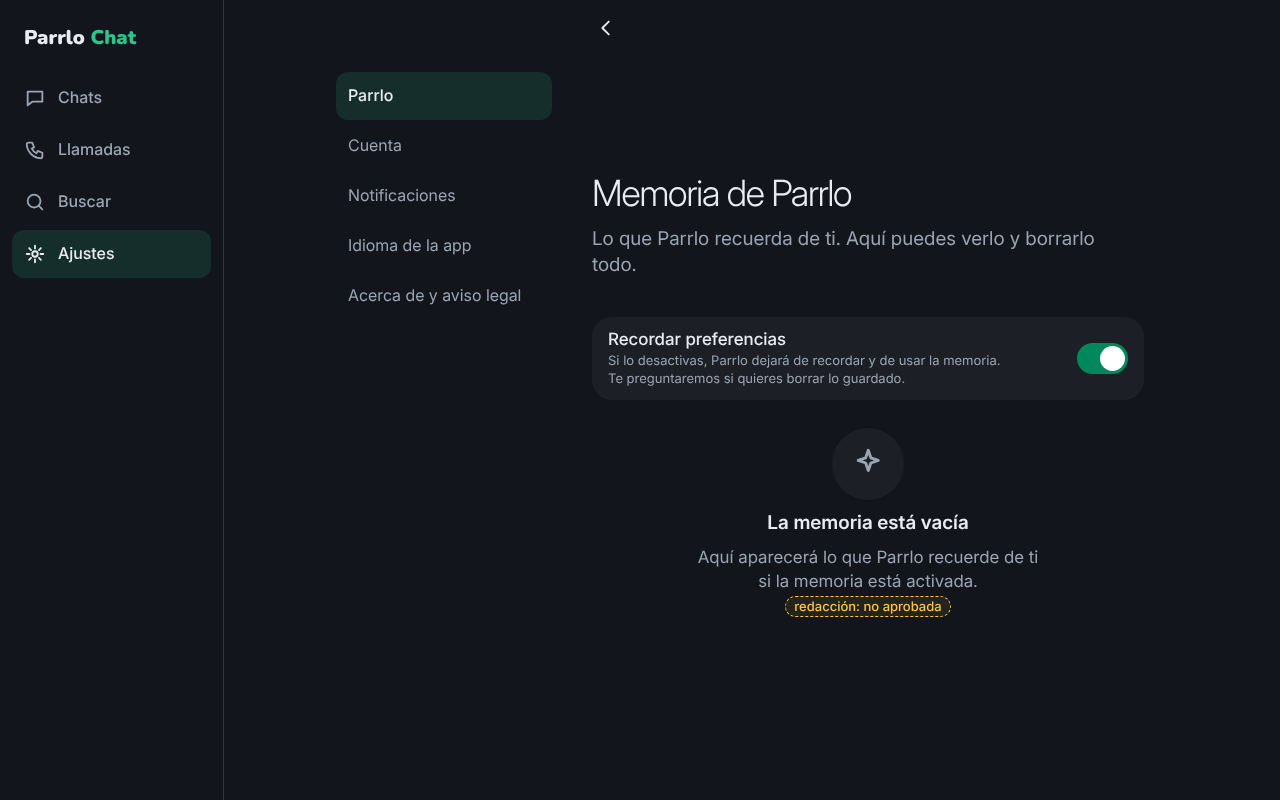 Parrlo Chat
Chats
Llamadas
Buscar
Ajustes
Parrlo
Cuenta
Notificaciones
Idioma de la app
Acerca de y aviso legal
Memoria de Parrlo
Lo que Parrlo recuerda de ti. Aquí puedes verlo y borrarlo
todo.
Recordar preferencias
Si lo desactivas, Parrlo dejará de recordar y de usar la memoria.
Te preguntaremos si quieres borrar lo guardado.
La memoria está vacía
Aquí aparecerá lo que Parrlo recuerde de ti
si la memoria está activada.
redacción: no aprobada